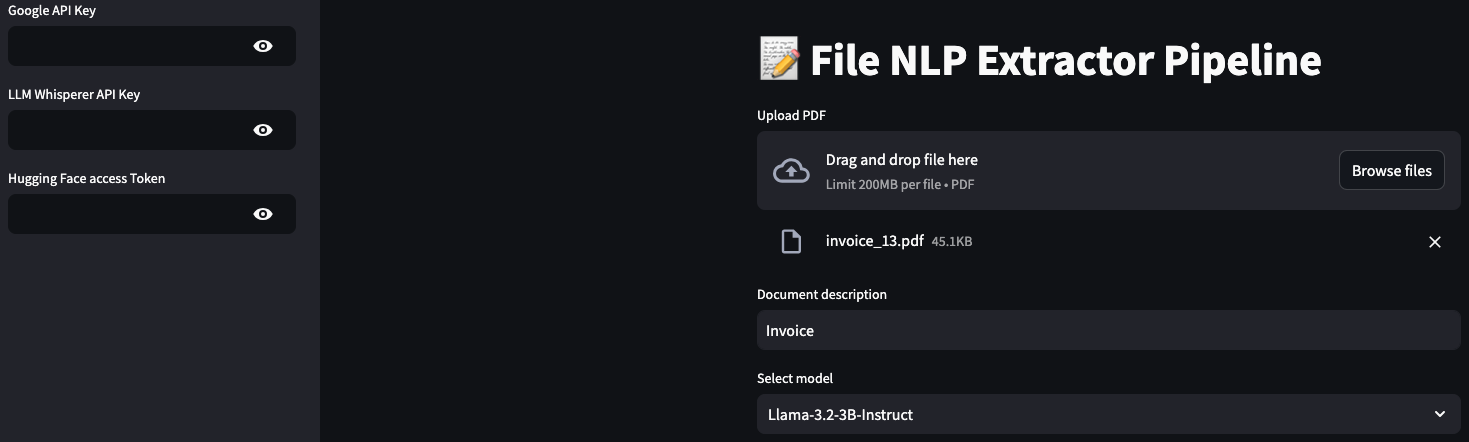 Google API Key
LLM Whisperer API Key
Hugging Face access Token
File NLP Extractor Pipeline
Upload PDF
Drag and drop file here
Limit 200MB per file • PDF
Browse files
invoice_13.pdf 45.1KB
Document description
Invoice
Select model
Llama-3.2-3B-Instruct